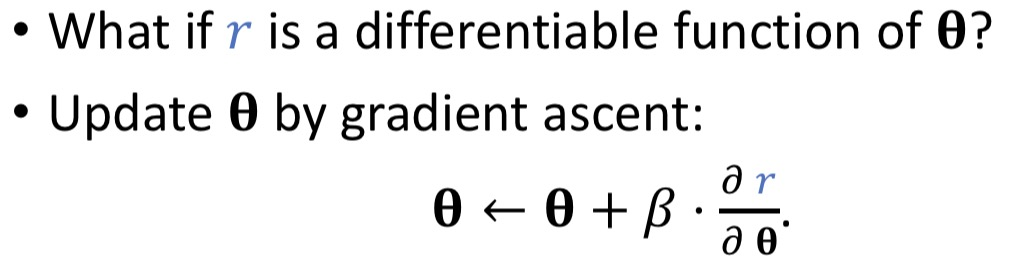 • What if r is a differentiable function of θ?
• Update θ by gradient ascent:
θ ← θ + β · ∂ r / ∂ θ.